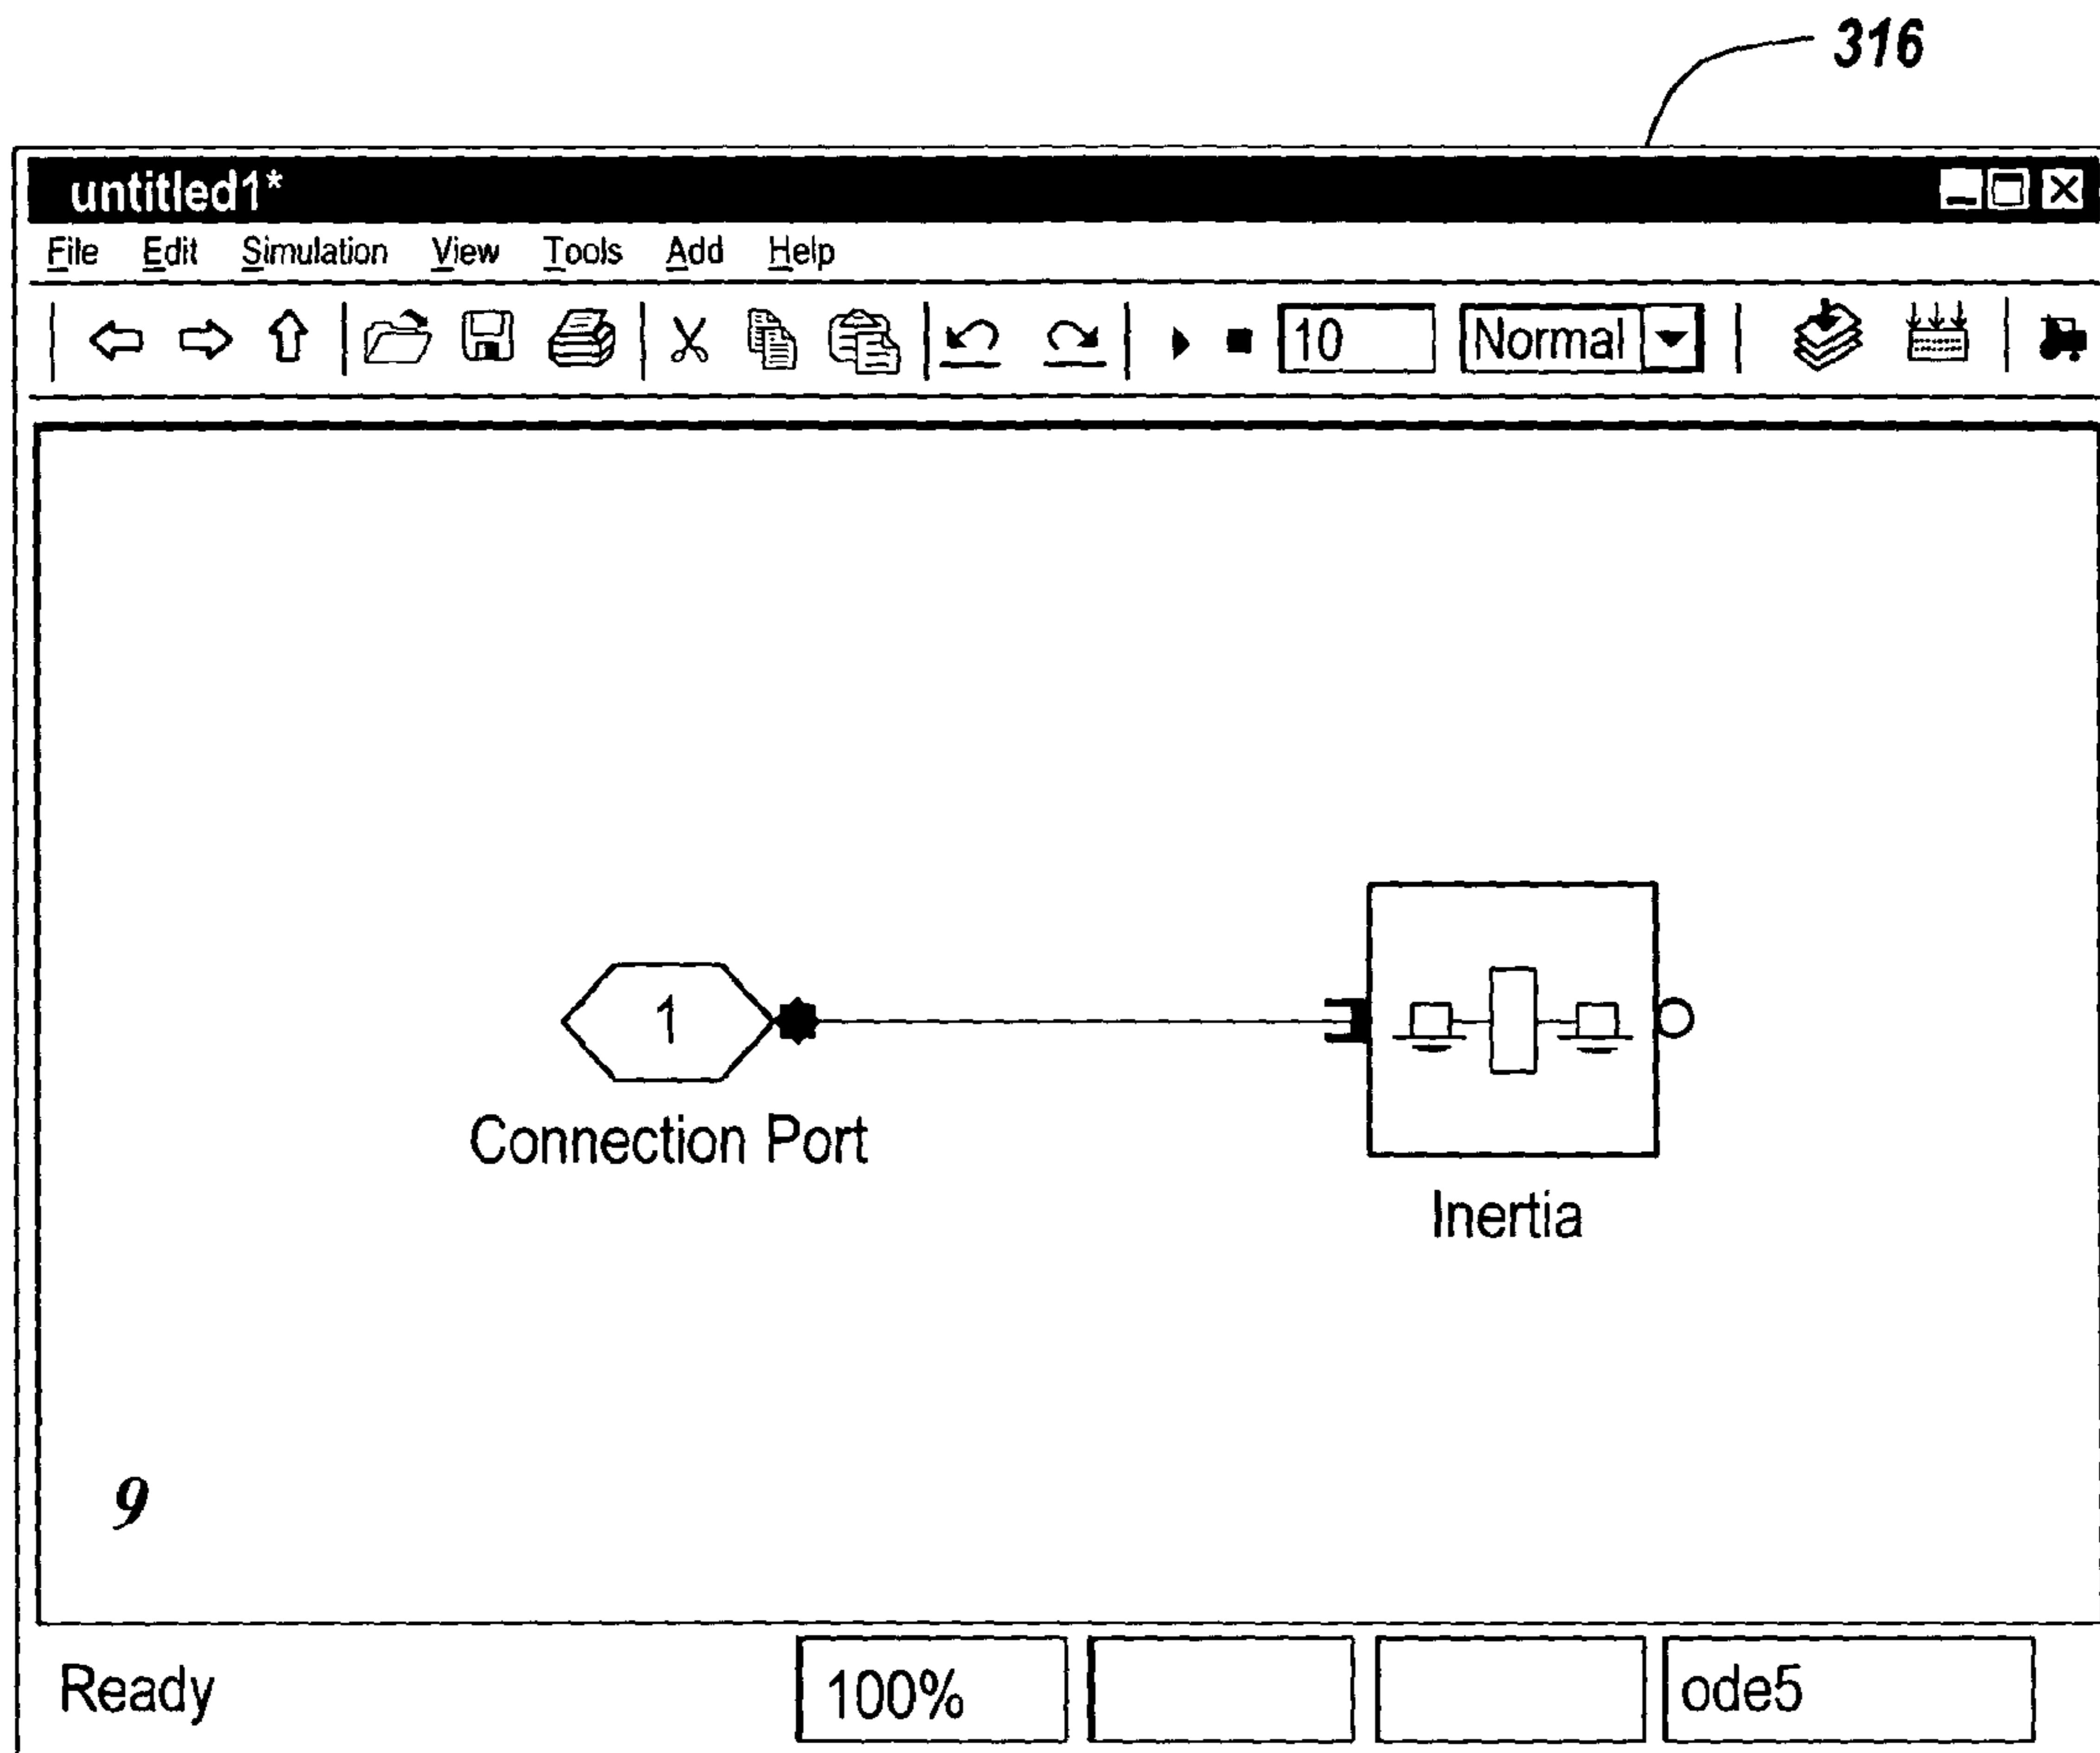 316
untitled1*
File Edit Simulation View Tools Add Help
10 Normal
1
Connection Port
Inertia
9
Ready 100% ode5